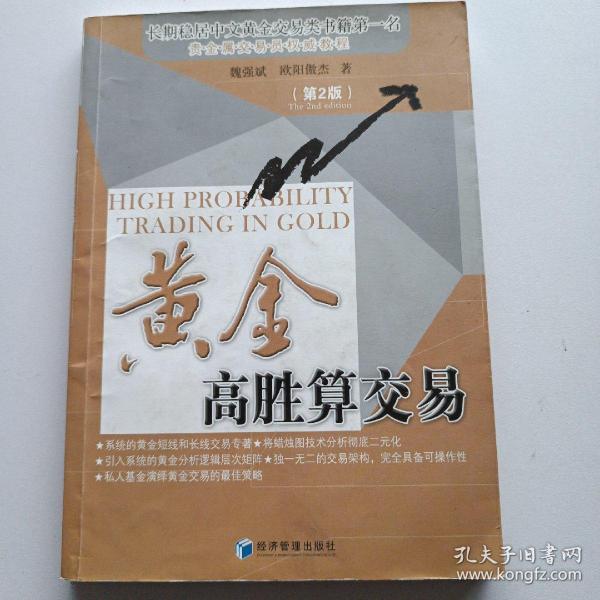 长期稳居中文黄金交易类书籍第一名
贵·金·属·交·易·员·权·威·教·程
魏强斌 欧阳傲杰 著
(第2版)
The 2nd edition
HIGH PROBABILITY
TRADING IN GOLD
黄金
高胜算交易
★系统的黄金短线和长线交易专著★将蜡烛图技术分析彻底二元化
★引入系统的黄金分析逻辑层次矩阵★独一无二的交易架构，完全具备可操作性
★私人基金演绎黄金交易的最佳策略
经济管理出版社
孔夫子旧书网
www.kongfz.com